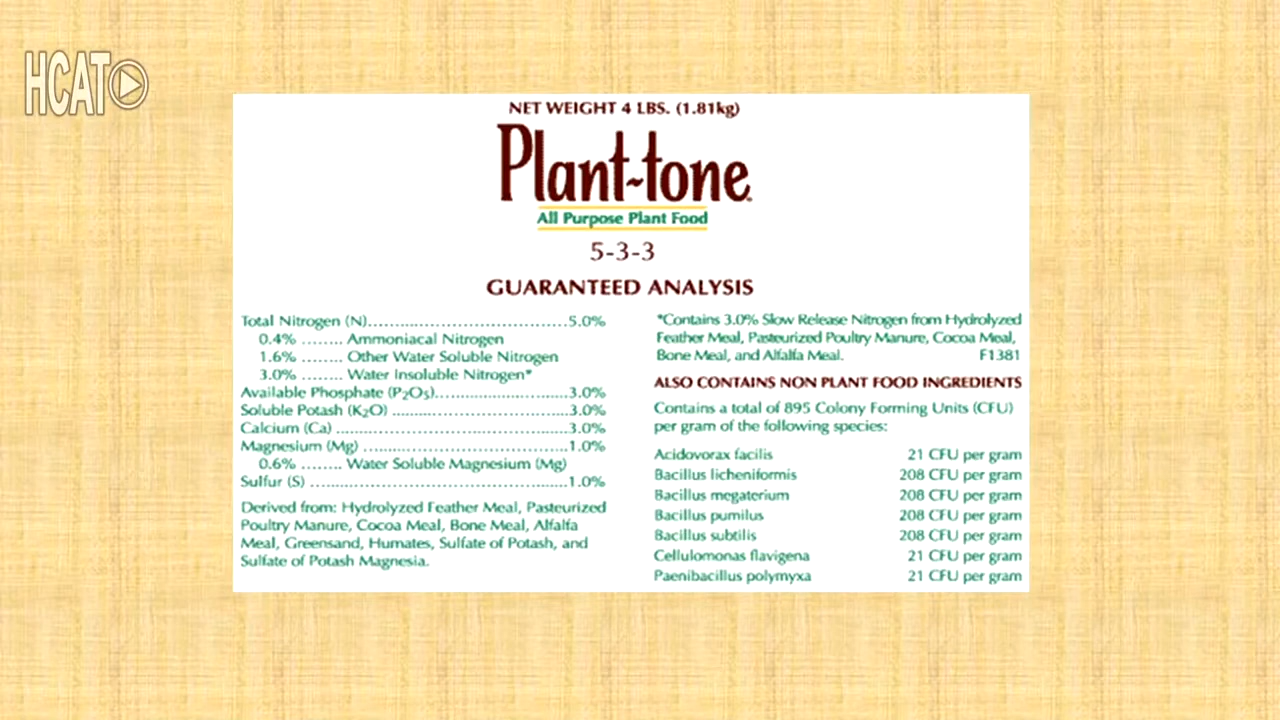 HCAT
NET WEIGHT 4 LBS. (1.81kg)
Plant-tone
All Purpose Plant Food
5-3-3
GUARANTEED ANALYSIS
Total Nitrogen (N)..............................5.0%
0.4% ........ Ammoniacal Nitrogen
1.6% ........ Other Water Soluble Nitrogen
3.0% ........ Water Insoluble Nitrogen*
Available Phosphate (P₂O₅)........................3.0%
Soluble Potash (K₂O) ..............................3.0%
Calcium (Ca) ........................................3.0%
Magnesium (Mg) ....................................1.0%
0.6% ........ Water Soluble Magnesium (Mg)
Sulfur (S) ............................................1.0%
Derived from: Hydrolyzed Feather Meal, Pasteurized
Poultry Manure, Cocoa Meal, Bone Meal, Alfalfa
Meal, Greensand, Humates, Sulfate of Potash, and
Sulfate of Potash Magnesia.
*Contains 3.0% Slow Release Nitrogen from Hydrolyzed
Feather Meal, Pasteurized Poultry Manure, Cocoa Meal,
Bone Meal, and Alfalfa Meal. F1381
ALSO CONTAINS NON PLANT FOOD INGREDIENTS
Contains a total of 895 Colony Forming Units (CFU)
per gram of the following species:
Acidovorax facilis 21 CFU per gram
Bacillus licheniformis 208 CFU per gram
Bacillus megaterium 208 CFU per gram
Bacillus pumilus 208 CFU per gram
Bacillus subtilis 208 CFU per gram
Cellulomonas flavigena 21 CFU per gram
Paenibacillus polymyxa 21 CFU per gram